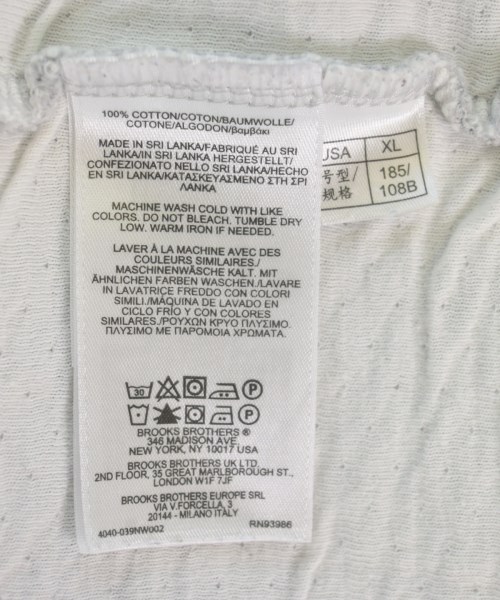 100% COTTON/COTON/BAUMWOLLE/
COTONE/ALGODON/βαμβάκι
MADE IN SRI LANKA/FABRIQUÉ AU SRI
LANKA/IN SRI LANKA HERGESTELLT/
CONFEZIONATO NELLO SRI LANKA/HECHO
EN SRI LANKA/ΚΑΤΑΣΚΕΥΑΣΜΕΝΟ ΣΤΗ ΣΡΙ
ΛΑΝΚΑ
MACHINE WASH COLD WITH LIKE
COLORS. DO NOT BLEACH. TUMBLE DRY
LOW. WARM IRON IF NEEDED.
LAVER À LA MACHINE AVEC DES
COULEURS SIMILAIRES./
MASCHINENWÄSCHE KALT. MIT
ÄHNLICHEN FARBEN WASCHEN./LAVARE
IN LAVATRICE FREDDO CON COLORI
SIMILI./MÁQUINA DE LAVADO EN
CICLO FRÍO Y CON COLORES
SIMILARES./ΡΟΥΧΩΝ ΚΡΥΟ ΠΛΥΣΙΜΟ.
ΠΛΥΣΙΜΟ ΜΕ ΠΑΡΟΜΟΙΑ ΧΡΩΜΑΤΑ.
30 P
P
BROOKS BROTHERS ®
346 MADISON AVE.
NEW YORK, NY 10017 USA
BROOKS BROTHERS UK LTD.
2ND FLOOR, 35 GREAT MARLBOROUGH ST.,
LONDON W1F 7JF
BROOKS BROTHERS EUROPE SRL
VIA V.FORCELLA, 3
20144 - MILANO ITALY
4040-039NW002 RN93986
USA XL
号型/ 185/
规格 108B